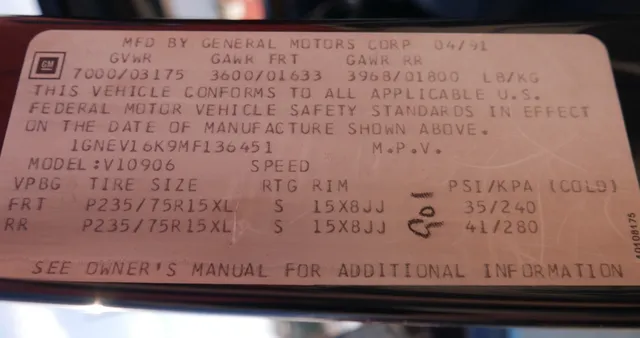 MFD BY GENERAL MOTORS CORP 04/91
GVWR GAWR FRT GAWR RR
GM
7000/03175 3600/01633 3968/01800 LB/KG
THIS VEHICLE CONFORMS TO ALL APPLICABLE U.S.
FEDERAL MOTOR VEHICLE SAFETY STANDARDS IN EFFECT
ON THE DATE OF MANUFACTURE SHOWN ABOVE.
1GNEV16K9MF136451 M.P.V.
MODEL:V10906 SPEED
VPBG TIRE SIZE RTG RIM PSI/KPA (COLD)
FRT P235/75R15XL S 15X8JJ 35/240
RR P235/75R15XL S 15X8JJ 41/280
901
SEE OWNER'S MANUAL FOR ADDITIONAL INFORMATION